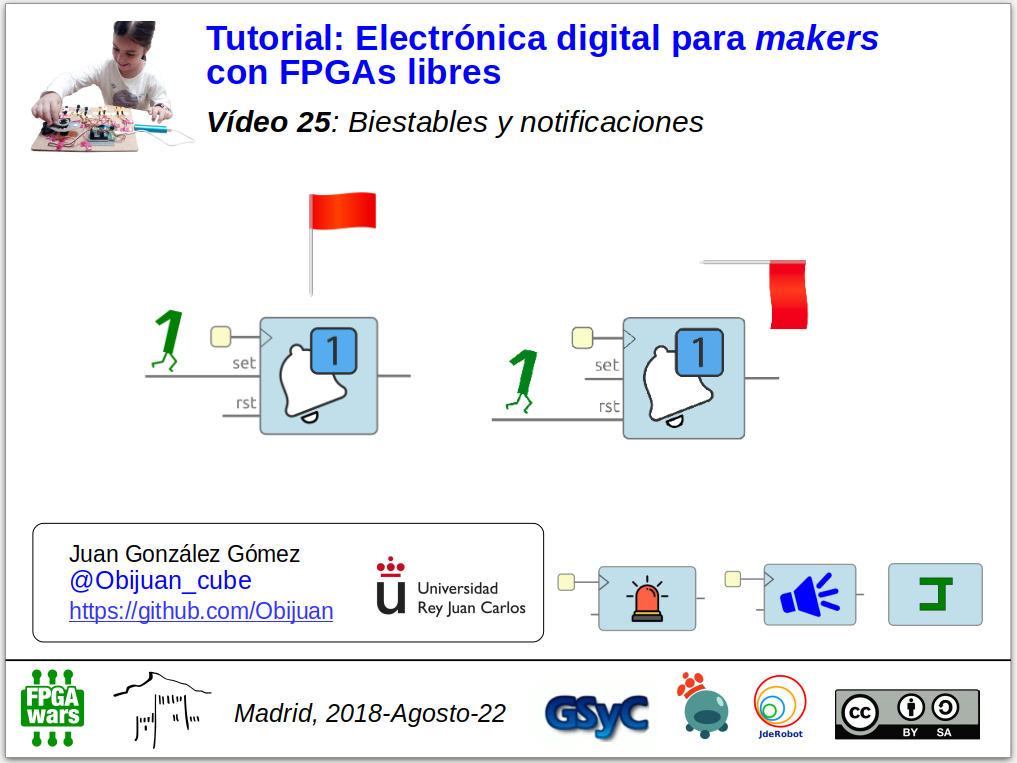 Tutorial: Electrónica digital para makers
con FPGAs libres
Vídeo 25: Biestables y notificaciones
1
1
set
rst
1
1
set
rst
Juan González Gómez
@Obijuan_cube
https://github.com/Obijuan
u
Universidad
Rey Juan Carlos
FPGA
wars
Madrid, 2018-Agosto-22
GSyC
JdeRobot
cc
BY SA